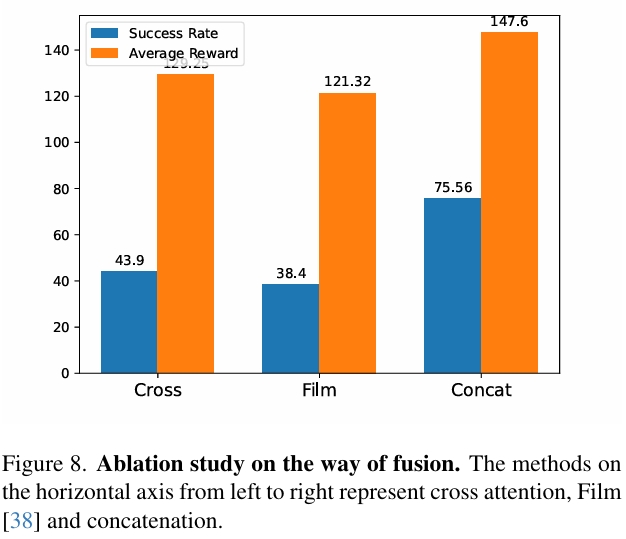 Success Rate
Average Reward
129.25
147.6
121.32
75.56
43.9
38.4
140
120
100
80
60
40
20
0
Cross Film Concat
Figure 8. Ablation study on the way of fusion. The methods on
the horizontal axis from left to right represent cross attention, Film
[38] and concatenation.